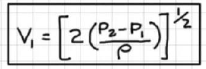 V₁ = [2(P₂-P₁/ρ)]^½